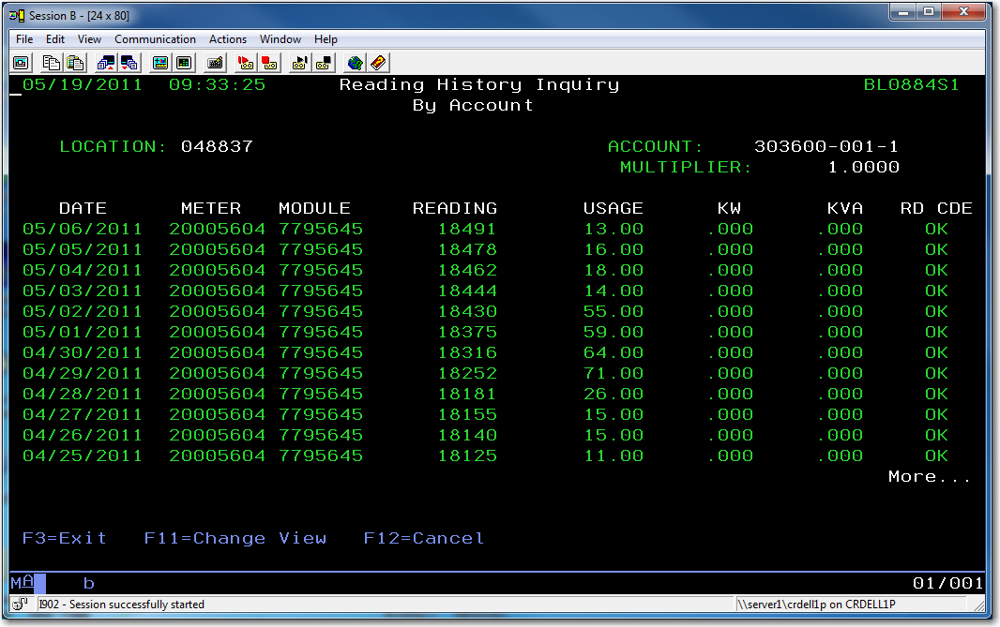 Session B - [24 x 80]
File Edit View Communication Actions Window Help
05/19/2011 09:33:25 Reading History Inquiry BL0884S1
By Account
LOCATION: 048837 ACCOUNT: 303600-001-1
MULTIPLIER: 1.0000
DATE METER MODULE READING USAGE KW KVA RD CDE
05/06/2011 20005604 7795645 18491 13.00 .000 .000 OK
05/05/2011 20005604 7795645 18478 16.00 .000 .000 OK
05/04/2011 20005604 7795645 18462 18.00 .000 .000 OK
05/03/2011 20005604 7795645 18444 14.00 .000 .000 OK
05/02/2011 20005604 7795645 18430 55.00 .000 .000 OK
05/01/2011 20005604 7795645 18375 59.00 .000 .000 OK
04/30/2011 20005604 7795645 18316 64.00 .000 .000 OK
04/29/2011 20005604 7795645 18252 71.00 .000 .000 OK
04/28/2011 20005604 7795645 18181 26.00 .000 .000 OK
04/27/2011 20005604 7795645 18155 15.00 .000 .000 OK
04/26/2011 20005604 7795645 18140 15.00 .000 .000 OK
04/25/2011 20005604 7795645 18125 11.00 .000 .000 OK
More...
F3=Exit F11=Change View F12=Cancel
MA b 01/001
I902 - Session successfully started \\server1\crdell1p on CRDELL1P